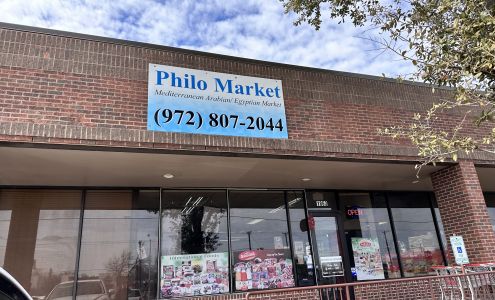 Philo Market
Mediterranean Arabian/ Egyptian Market
(972) 807-2044
OPEN